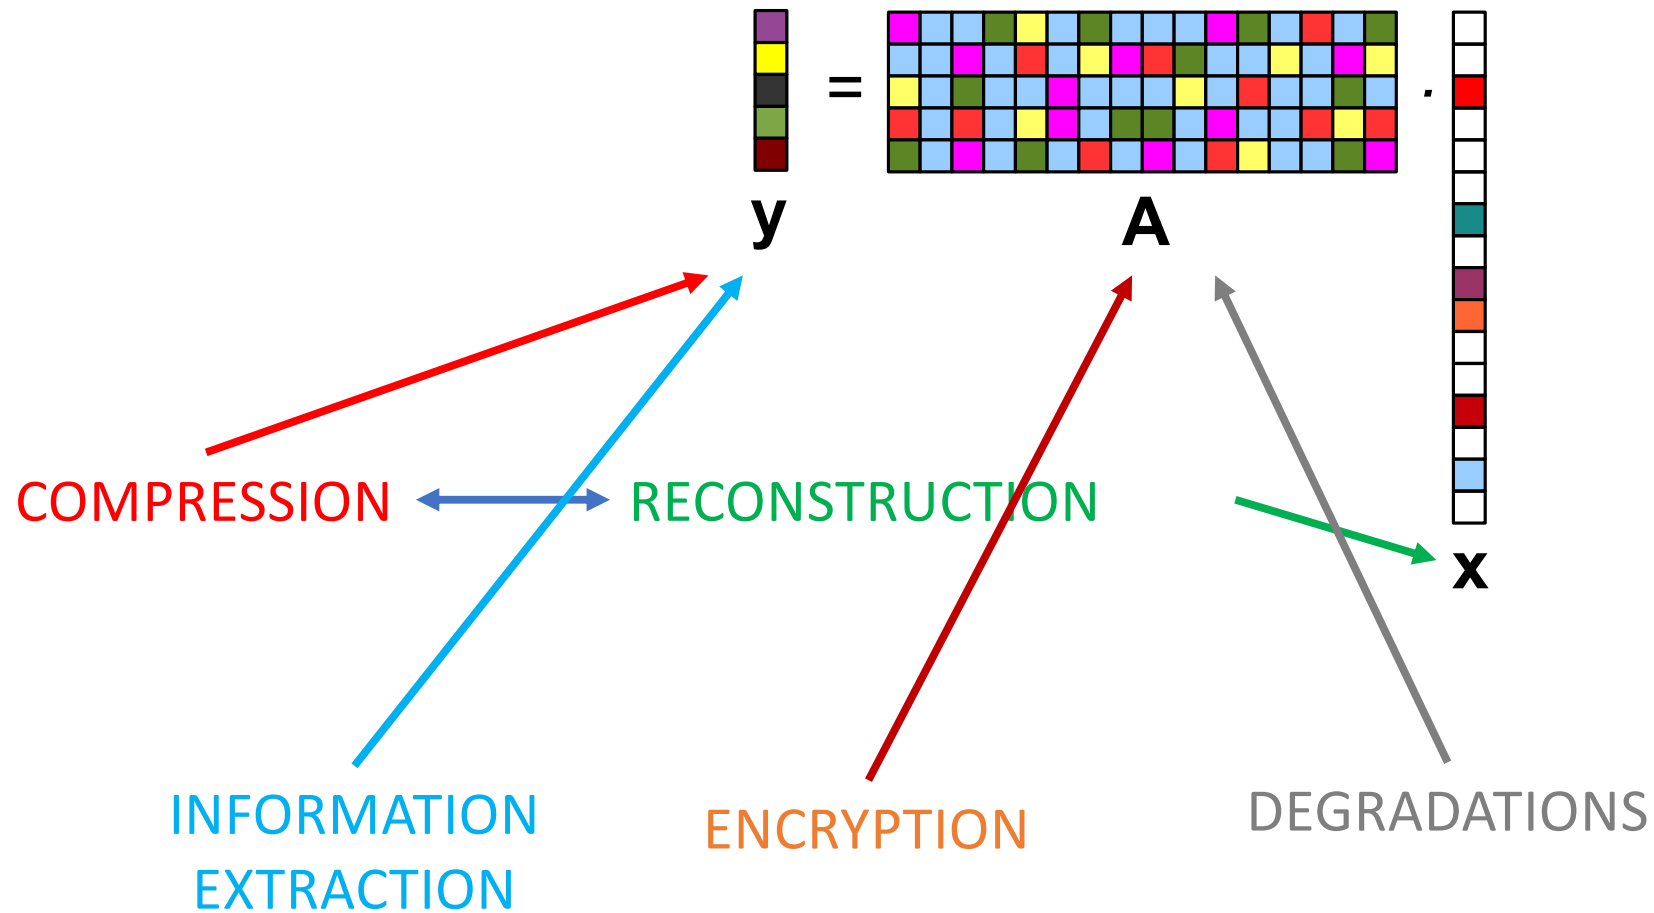 = ·
y A
x
COMPRESSION RECONSTRUCTION
INFORMATION
EXTRACTION
ENCRYPTION
DEGRADATIONS